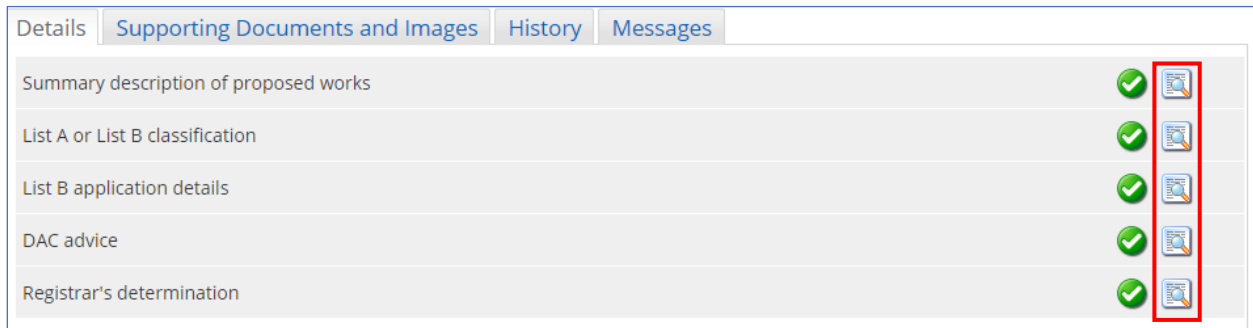 Details Supporting Documents and Images History Messages
Summary description of proposed works
List A or List B classification
List B application details
DAC advice
Registrar's determination